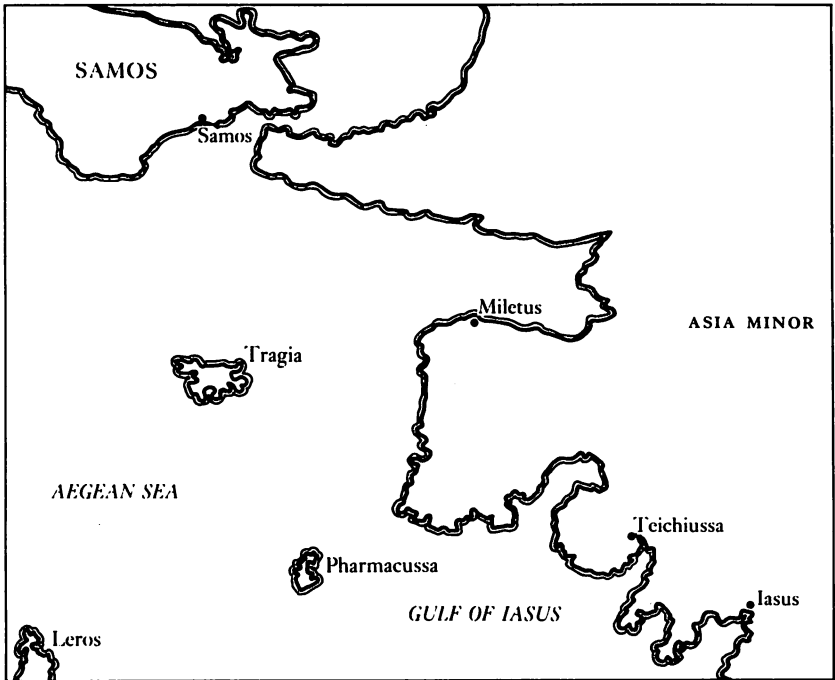 SAMOS
Samos
Miletus
ASIA MINOR
Tragia
AEGEAN SEA
Teichiussa
Pharmacussa
Iasus
GULF OF IASUS
Leros